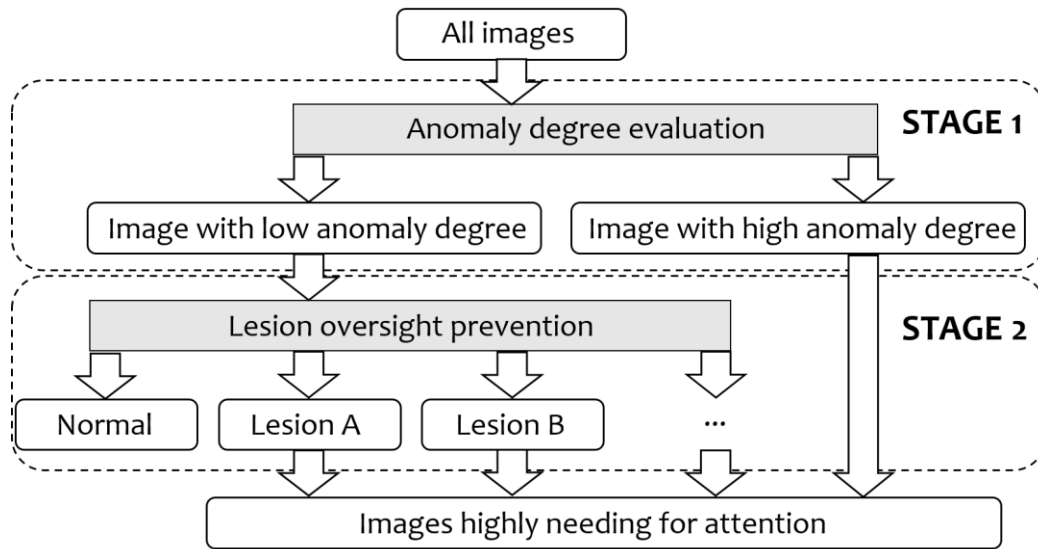 All images
STAGE 1
Anomaly degree evaluation
Image with low anomaly degree
Image with high anomaly degree
STAGE 2
Lesion oversight prevention
Normal
Lesion A
Lesion B
...
Images highly needing for attention